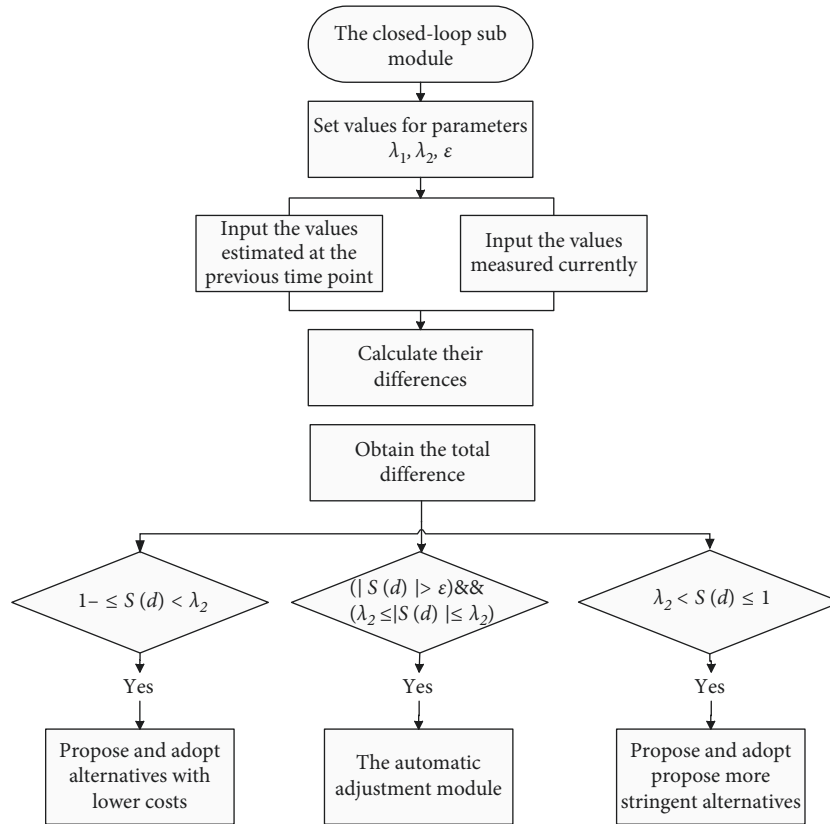 The closed-loop sub
module
Set values for parameters
λ₁, λ₂, ε
Input the values
estimated at the
previous time point
Input the values
measured currently
Calculate their
differences
Obtain the total
difference
1– ≤ S (d) < λ₂
(| S (d) |> ε)&&
(λ₂ ≤|S (d) |≤ λ₂)
λ₂ < S (d) ≤ 1
Yes
Yes
Yes
Propose and adopt
alternatives with
lower costs
The automatic
adjustment module
Propose and adopt
propose more
stringent alternatives